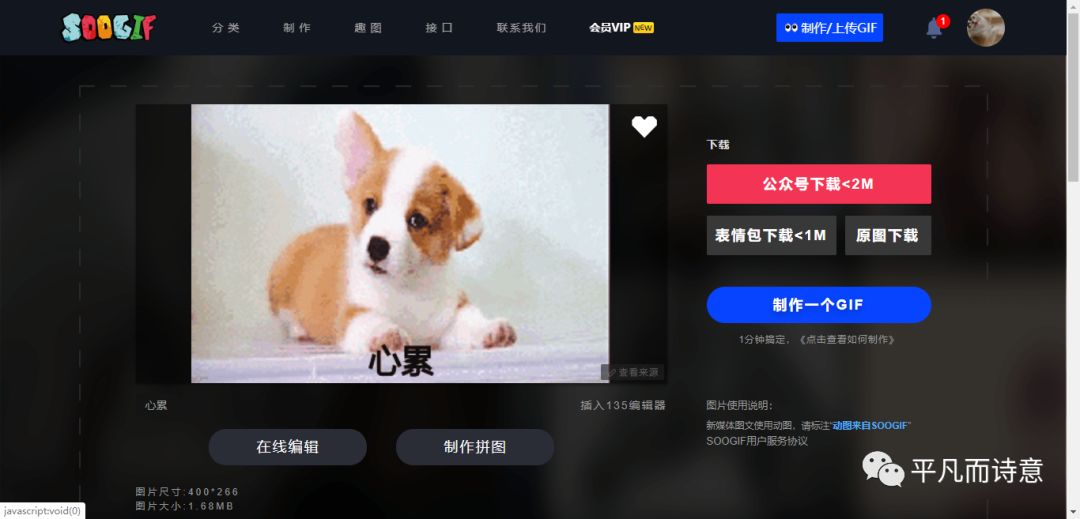 SOOGIF
分类
制作
趣图
接口
联系我们
会员VIP NEW
制作/上传GIF
1
下载
公众号下载<2M
表情包下载<1M
原图下载
心累
查看来源
制作一个GIF
1分钟搞定，《点击查看如何制作》
心累
插入135编辑器
图片使用说明：
新媒体图文使用动图，请标注"动图来自SOOGIF"
SOOGIF用户服务协议
在线编辑
制作拼图
平凡而诗意
图片尺寸:400*266
图片大小:1.68MB
javascript:void(0)